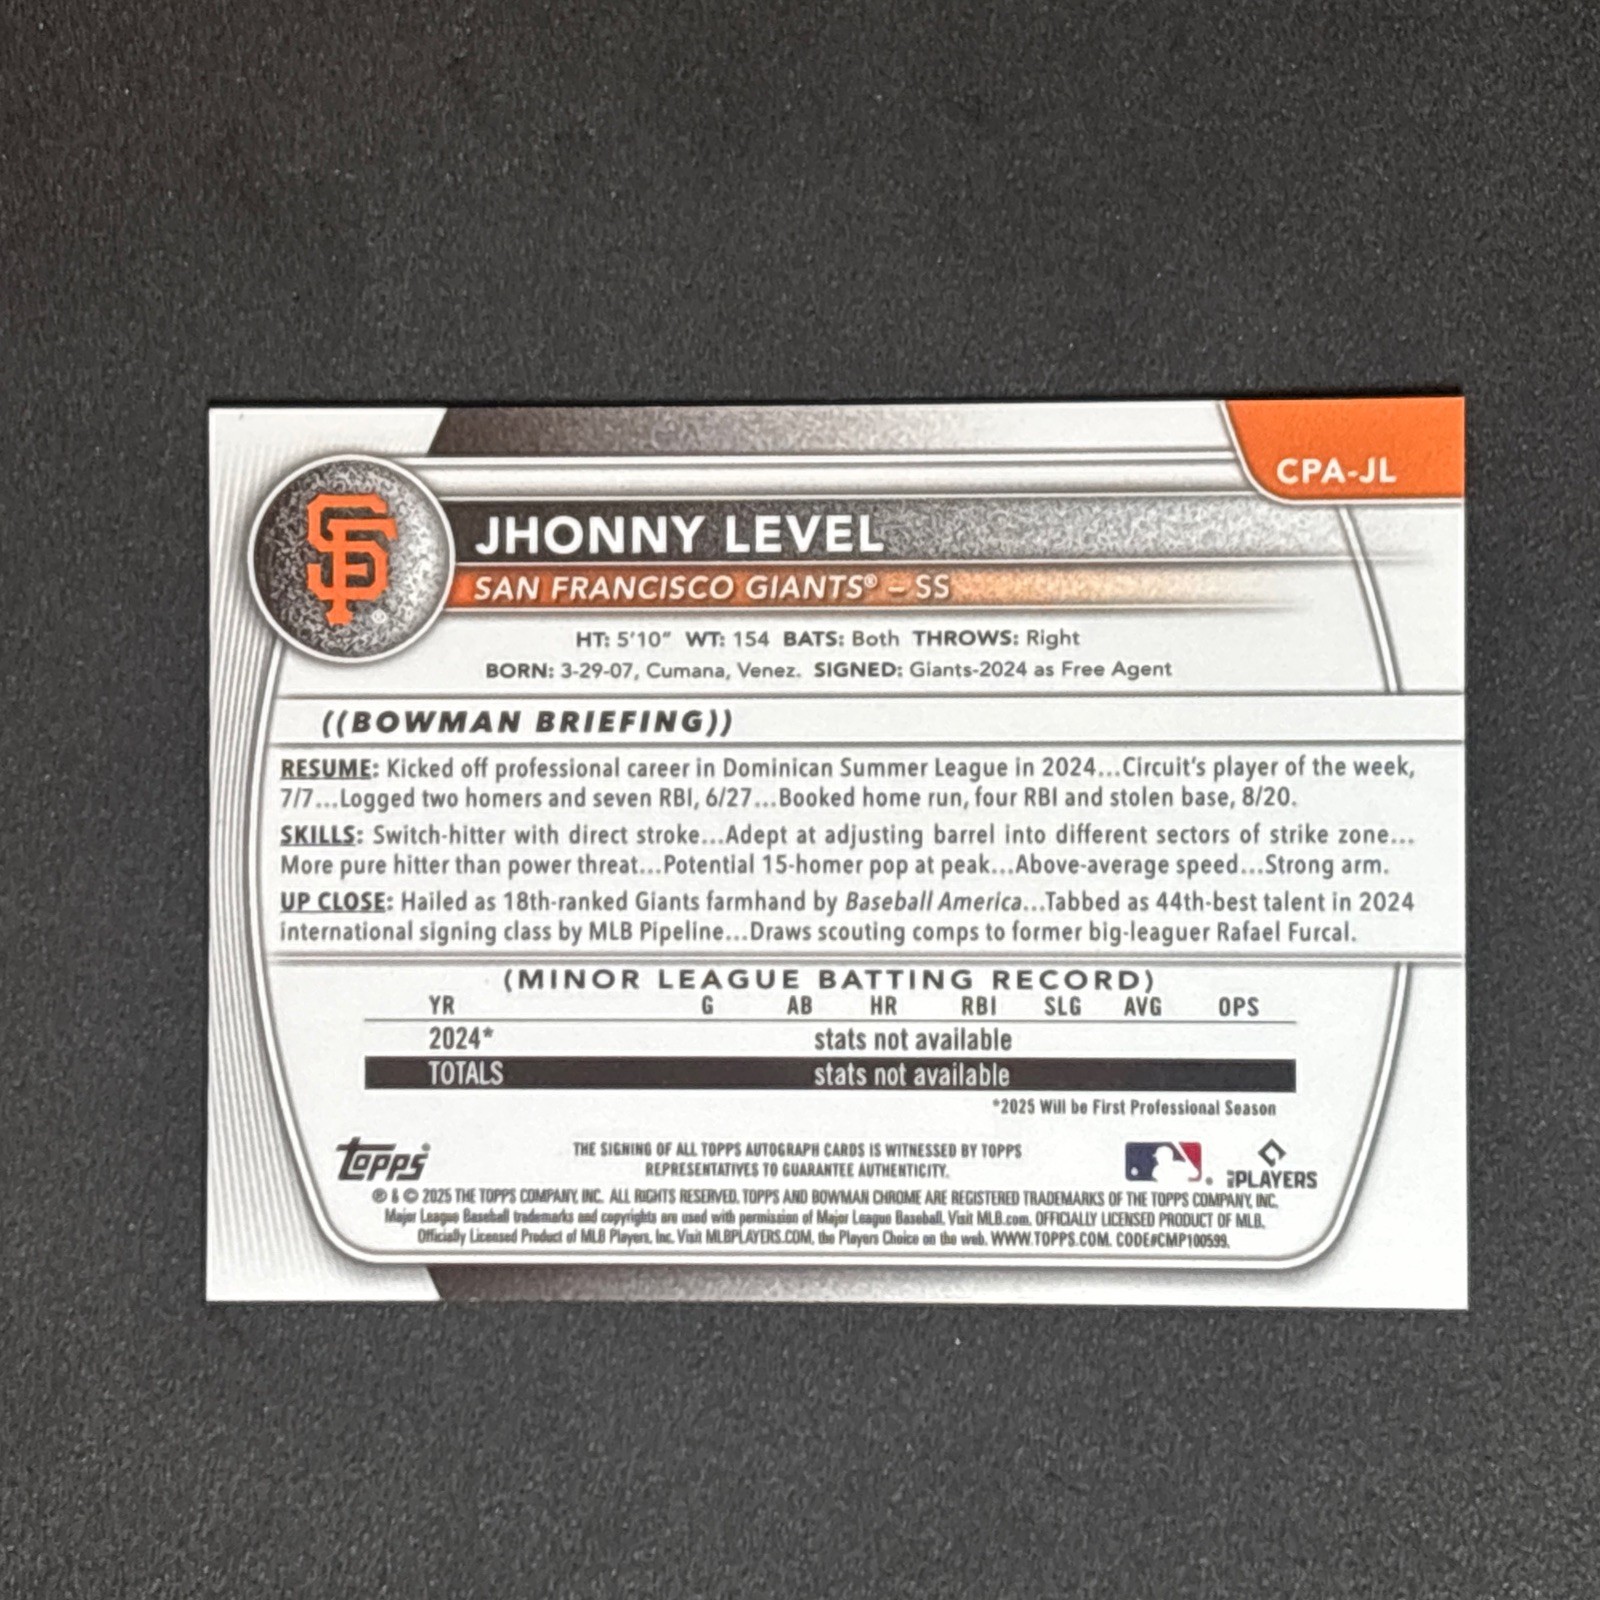 CPA-JL
SF
JHONNY LEVEL
SAN FRANCISCO GIANTS® – SS
HT: 5'10" WT: 154 BATS: Both THROWS: Right
BORN: 3-29-07, Cumana, Venez. SIGNED: Giants-2024 as Free Agent
((BOWMAN BRIEFING))
RESUME: Kicked off professional career in Dominican Summer League in 2024...Circuit's player of the week,
7/7...Logged two homers and seven RBI, 6/27...Booked home run, four RBI and stolen base, 8/20.
SKILLS: Switch-hitter with direct stroke...Adept at adjusting barrel into different sectors of strike zone...
More pure hitter than power threat...Potential 15-homer pop at peak...Above-average speed...Strong arm.
UP CLOSE: Hailed as 18th-ranked Giants farmhand by Baseball America...Tabbed as 44th-best talent in 2024
international signing class by MLB Pipeline...Draws scouting comps to former big-leaguer Rafael Furcal.
(MINOR LEAGUE BATTING RECORD)
YR G AB HR RBI SLG AVG OPS
2024* stats not available
TOTALS stats not available
*2025 Will be First Professional Season
Topps®
THE SIGNING OF ALL TOPPS AUTOGRAPH CARDS IS WITNESSED BY TOPPS
REPRESENTATIVES TO GUARANTEE AUTHENTICITY.
PLAYERS
® & © 2025 THE TOPPS COMPANY, INC. ALL RIGHTS RESERVED. TOPPS AND BOWMAN CHROME ARE REGISTERED TRADEMARKS OF THE TOPPS COMPANY, INC.
Major League Baseball trademarks and copyrights are used with permission of Major League Baseball. Visit MLB.com. OFFICIALLY LICENSED PRODUCT OF MLB.
Officially Licensed Product of MLB Players, Inc. Visit MLBPLAYERS.COM, the Players Choice on the web. WWW.TOPPS.COM. CODE#CMP100599.